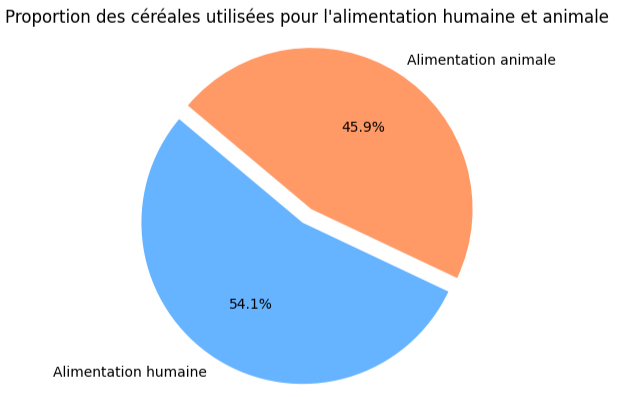 Proportion des céréales utilisées pour l'alimentation humaine et animale
Alimentation animale
45.9%
54.1%
Alimentation humaine